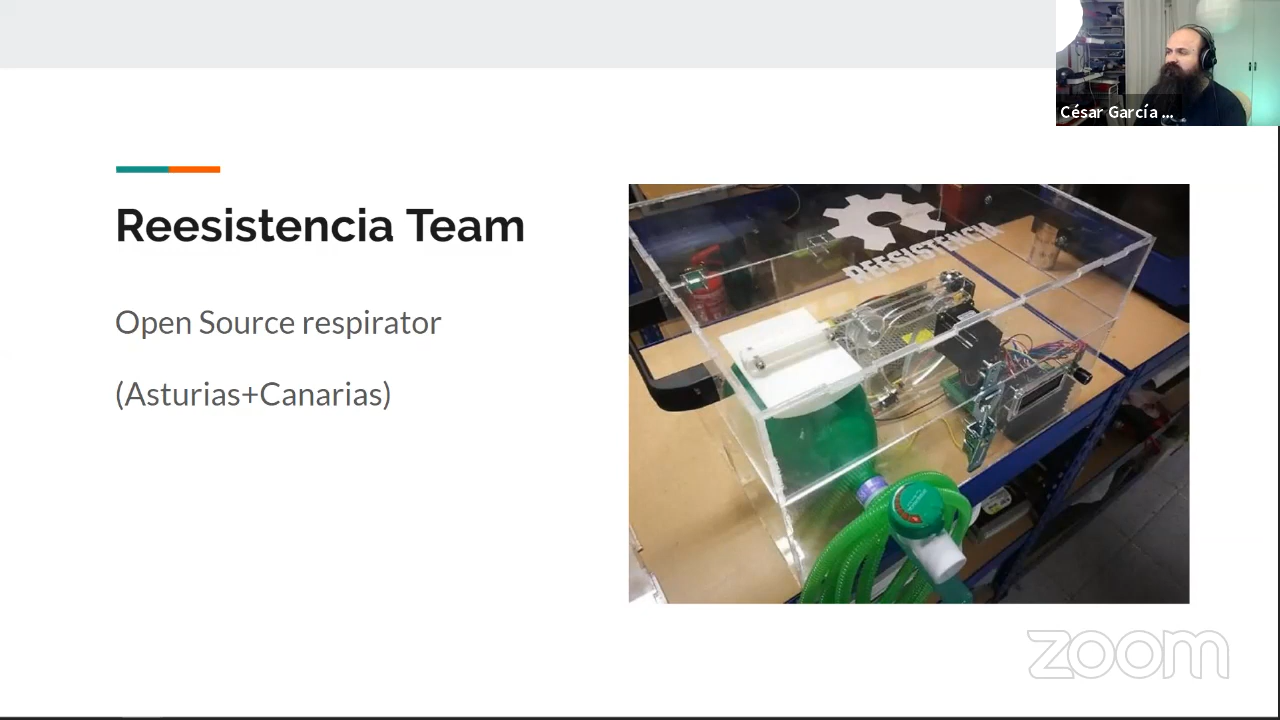 César García ...
Reesistencia Team
Open Source respirator
(Asturias+Canarias)
REESISTENCIA
zoom